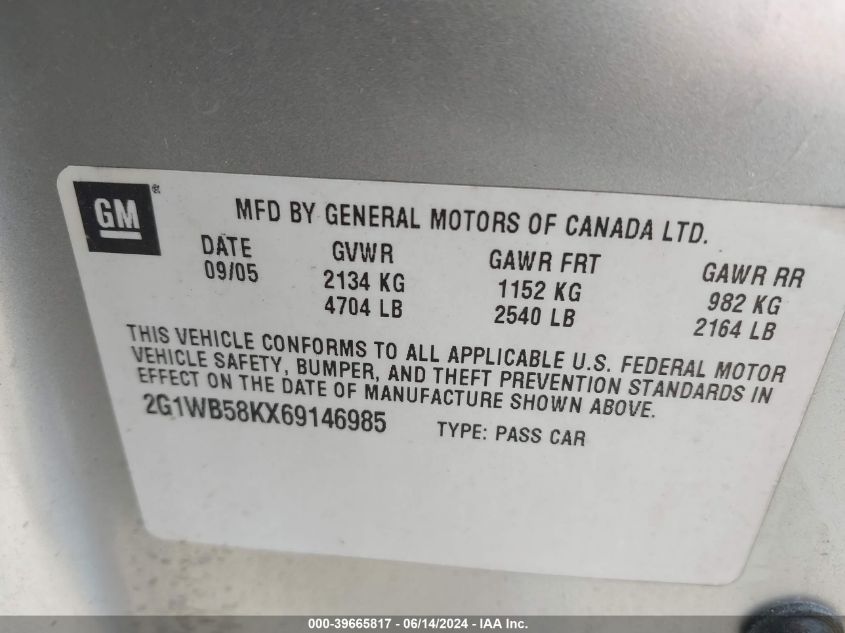 GM®
MFD BY GENERAL MOTORS OF CANADA LTD.
DATE GVWR GAWR FRT GAWR RR
09/05 2134 KG 1152 KG 982 KG
4704 LB 2540 LB 2164 LB
THIS VEHICLE CONFORMS TO ALL APPLICABLE U.S. FEDERAL MOTOR
VEHICLE SAFETY, BUMPER, AND THEFT PREVENTION STANDARDS IN
EFFECT ON THE DATE OF MANUFACTURE SHOWN ABOVE.
2G1WB58KX69146985 TYPE: PASS CAR
000-39665817 - 06/14/2024 - IAA Inc.